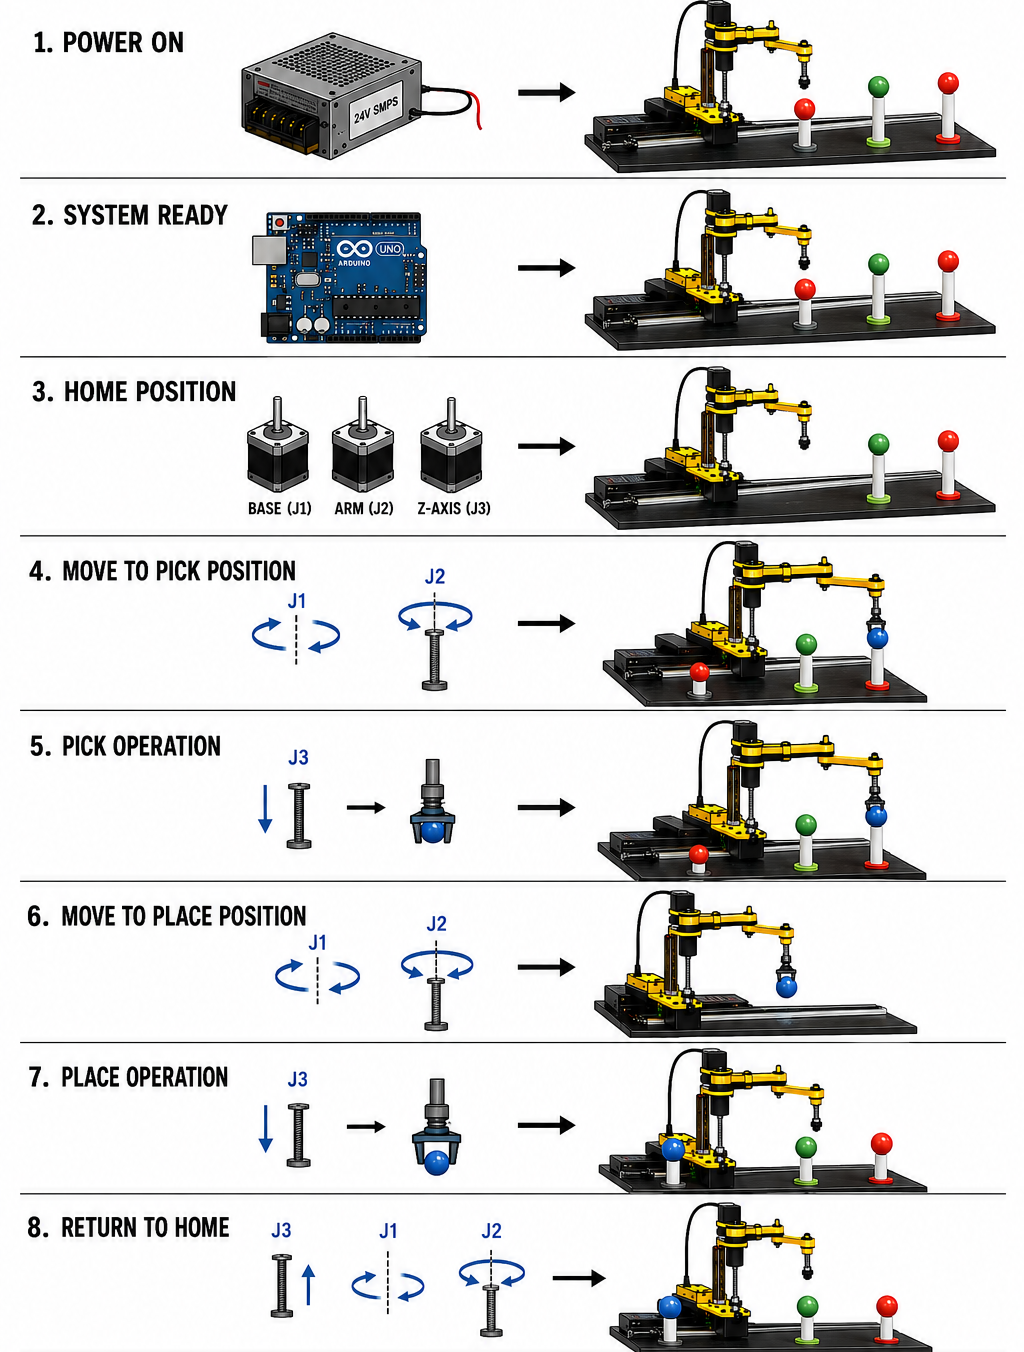 1. POWER ON
24V SMPS
2. SYSTEM READY
UNO
ARDUINO
3. HOME POSITION
BASE (J1)
ARM (J2)
Z-AXIS (J3)
4. MOVE TO PICK POSITION
J1
J2
5. PICK OPERATION
J3
6. MOVE TO PLACE POSITION
J1
J2
7. PLACE OPERATION
J3
8. RETURN TO HOME
J3
J1
J2